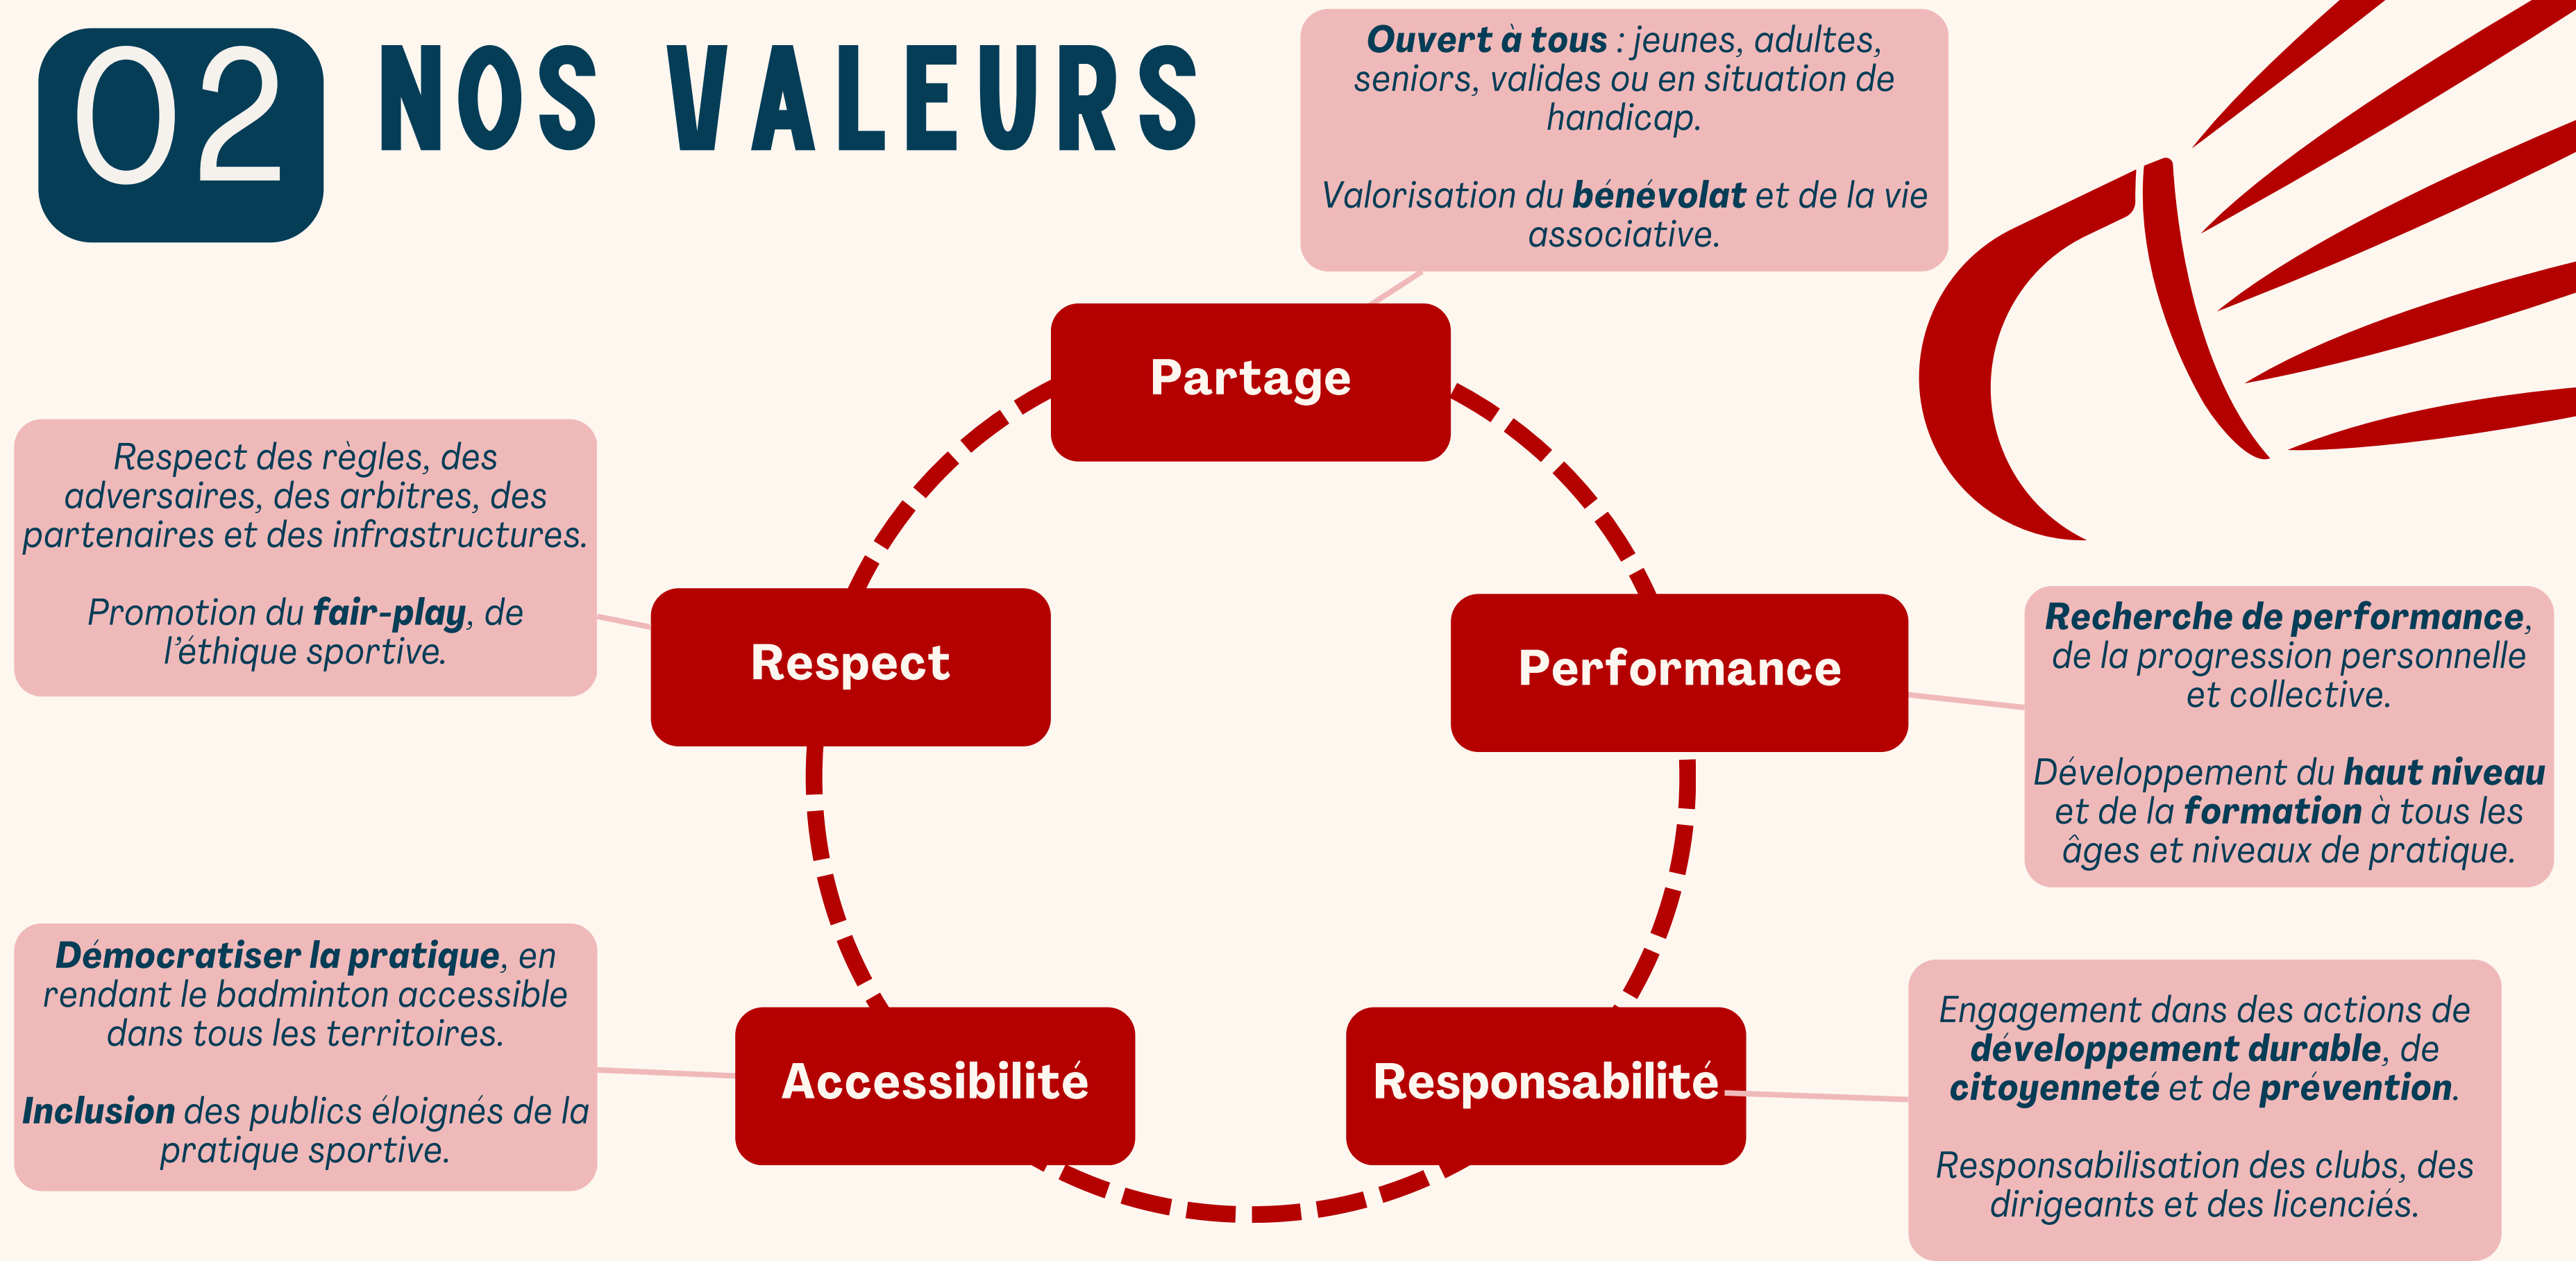 02
NOS VALEURS
Ouvert à tous : jeunes, adultes,
seniors, valides ou en situation de
handicap.
Valorisation du bénévolat et de la vie
associative.
Partage
Respect des règles, des
adversaires, des arbitres, des
partenaires et des infrastructures.
Promotion du fair-play, de
l’éthique sportive.
Respect
Performance
Recherche de performance,
de la progression personnelle
et collective.
Développement du haut niveau
et de la formation à tous les
âges et niveaux de pratique.
Démocratiser la pratique, en
rendant le badminton accessible
dans tous les territoires.
Inclusion des publics éloignés de la
pratique sportive.
Accessibilité
Responsabilité
Engagement dans des actions de
développement durable, de
citoyenneté et de prévention.
Responsabilisation des clubs, des
dirigeants et des licenciés.